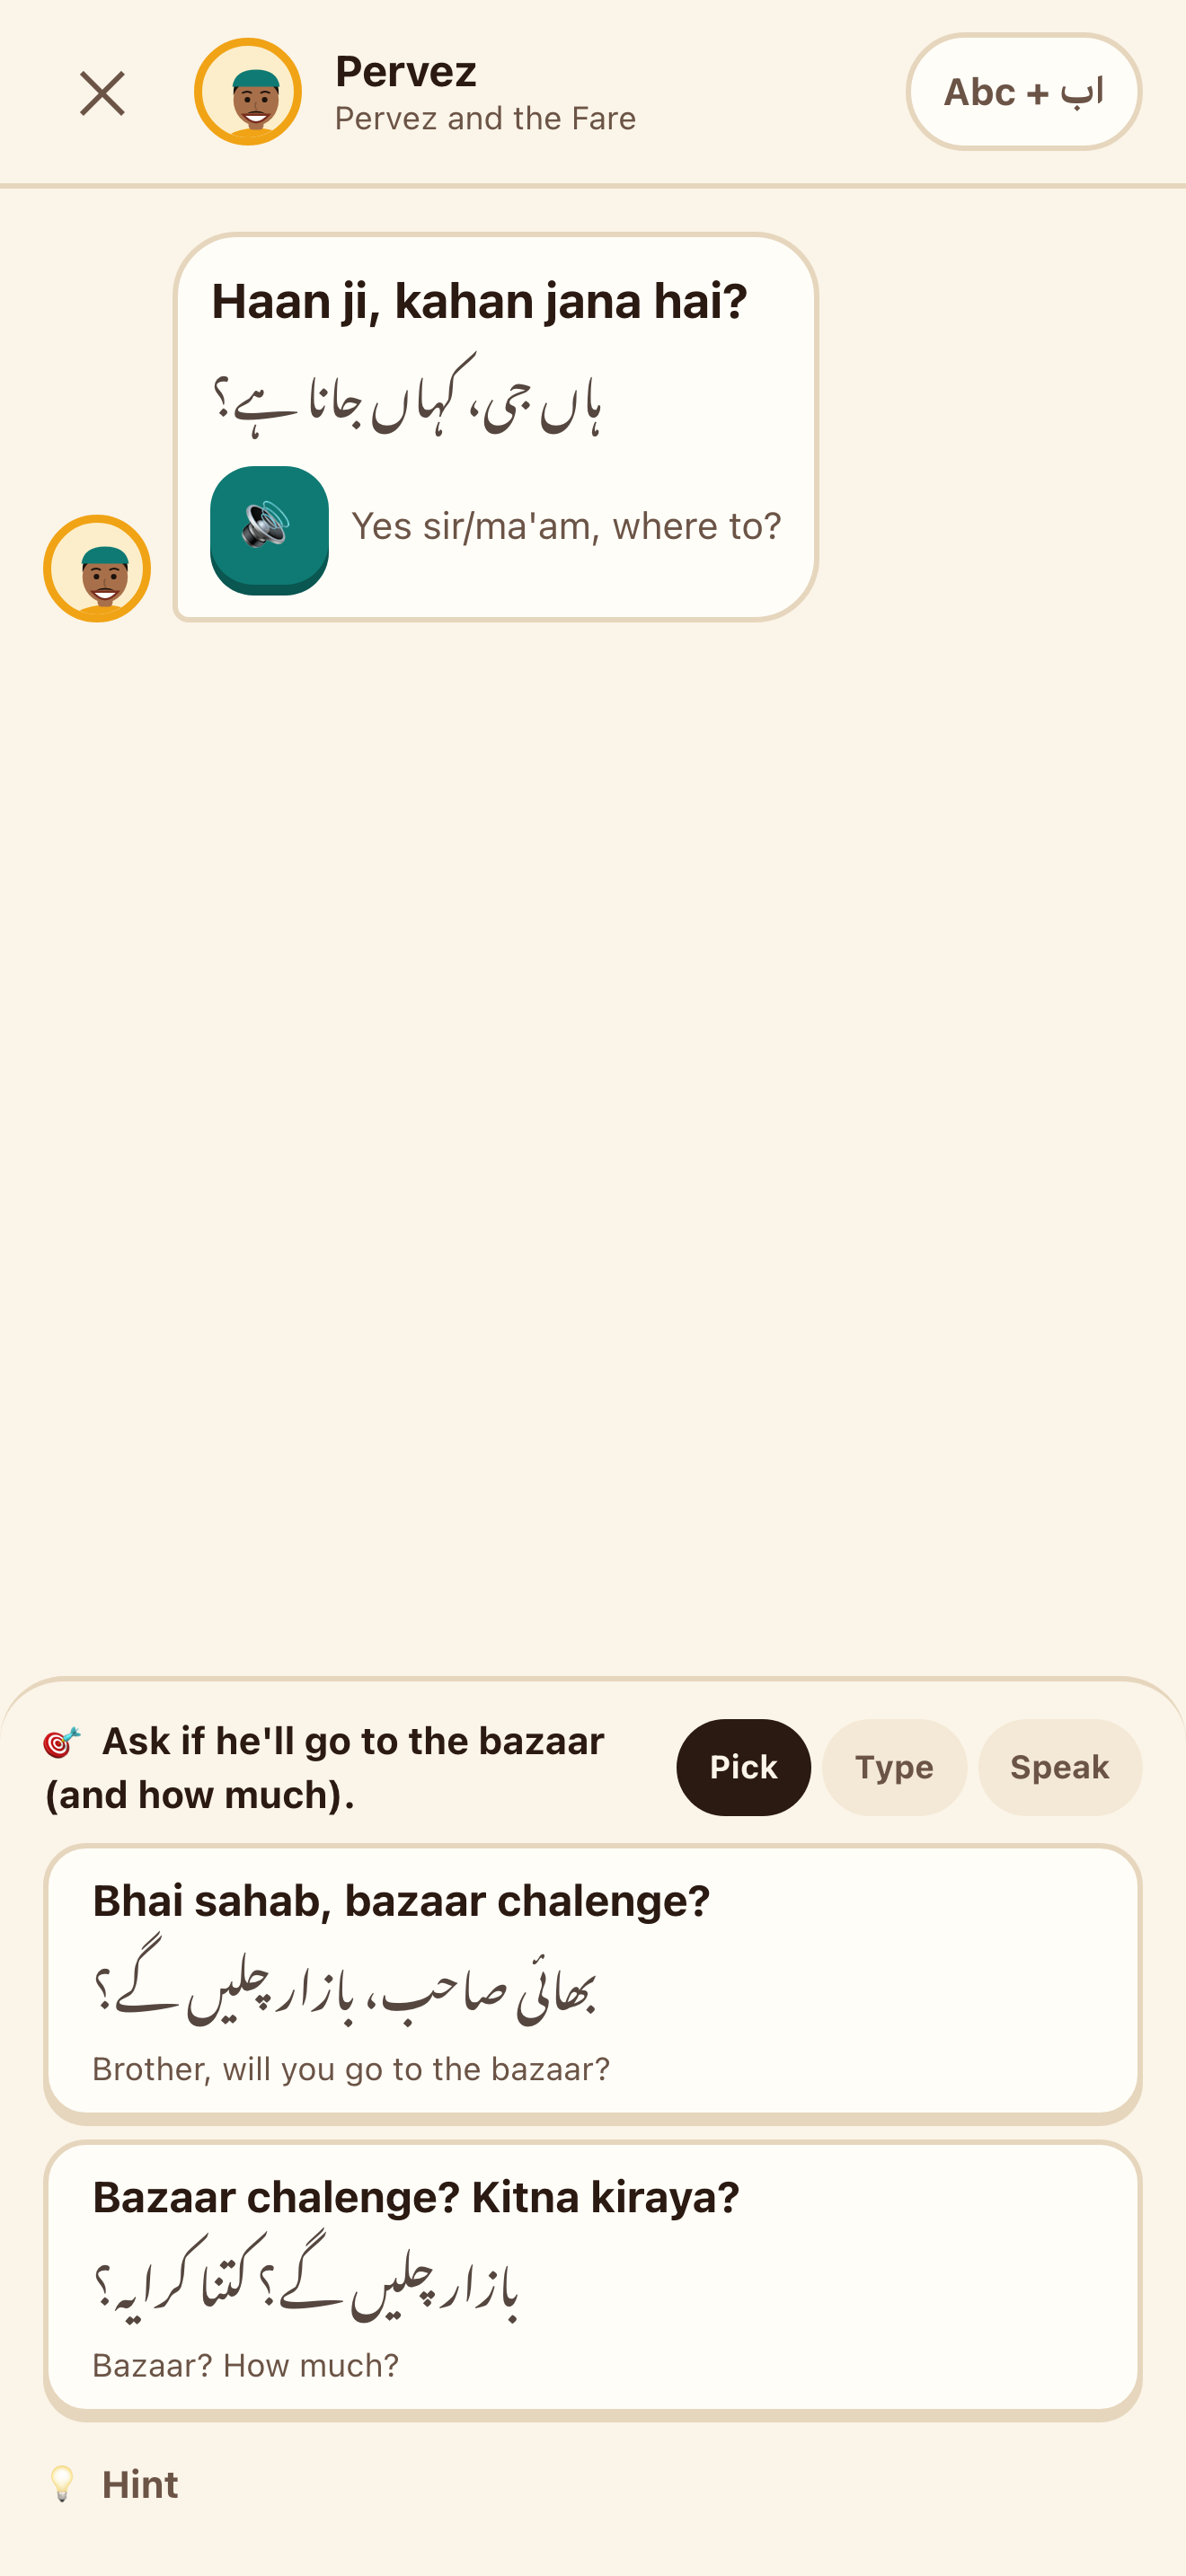 Pervez
Pervez and the Fare
Abc + اب
Haan ji, kahan jana hai?
ہاں جی، کہاں جانا ہے؟
Yes sir/ma'am, where to?
Ask if he'll go to the bazaar
(and how much).
Pick
Type
Speak
Bhai sahab, bazaar chalenge?
بھائی صاحب، بازار چلیں گے؟
Brother, will you go to the bazaar?
Bazaar chalenge? Kitna kiraya?
بازار چلیں گے؟ کتنا کرایہ؟
Bazaar? How much?
Hint